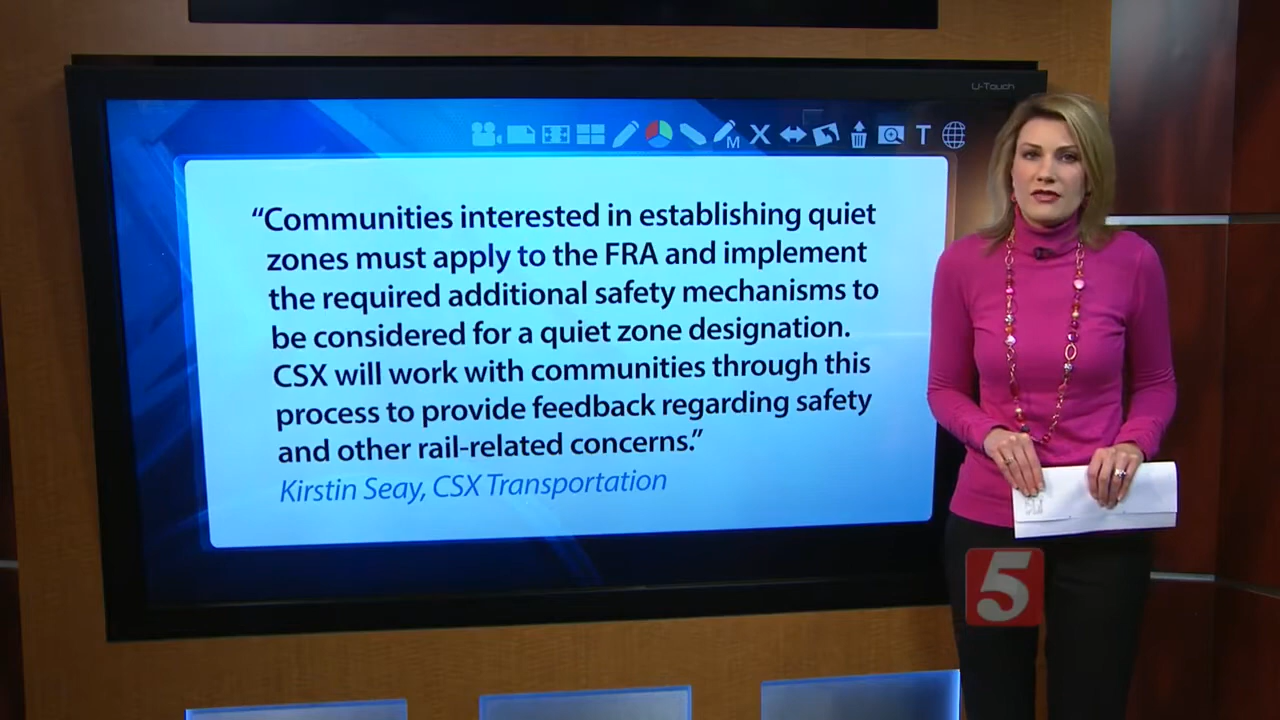 U-Touch
M X T
“Communities interested in establishing quiet
zones must apply to the FRA and implement
the required additional safety mechanisms to
be considered for a quiet zone designation.
CSX will work with communities through this
process to provide feedback regarding safety
and other rail-related concerns.”
Kirstin Seay, CSX Transportation
5